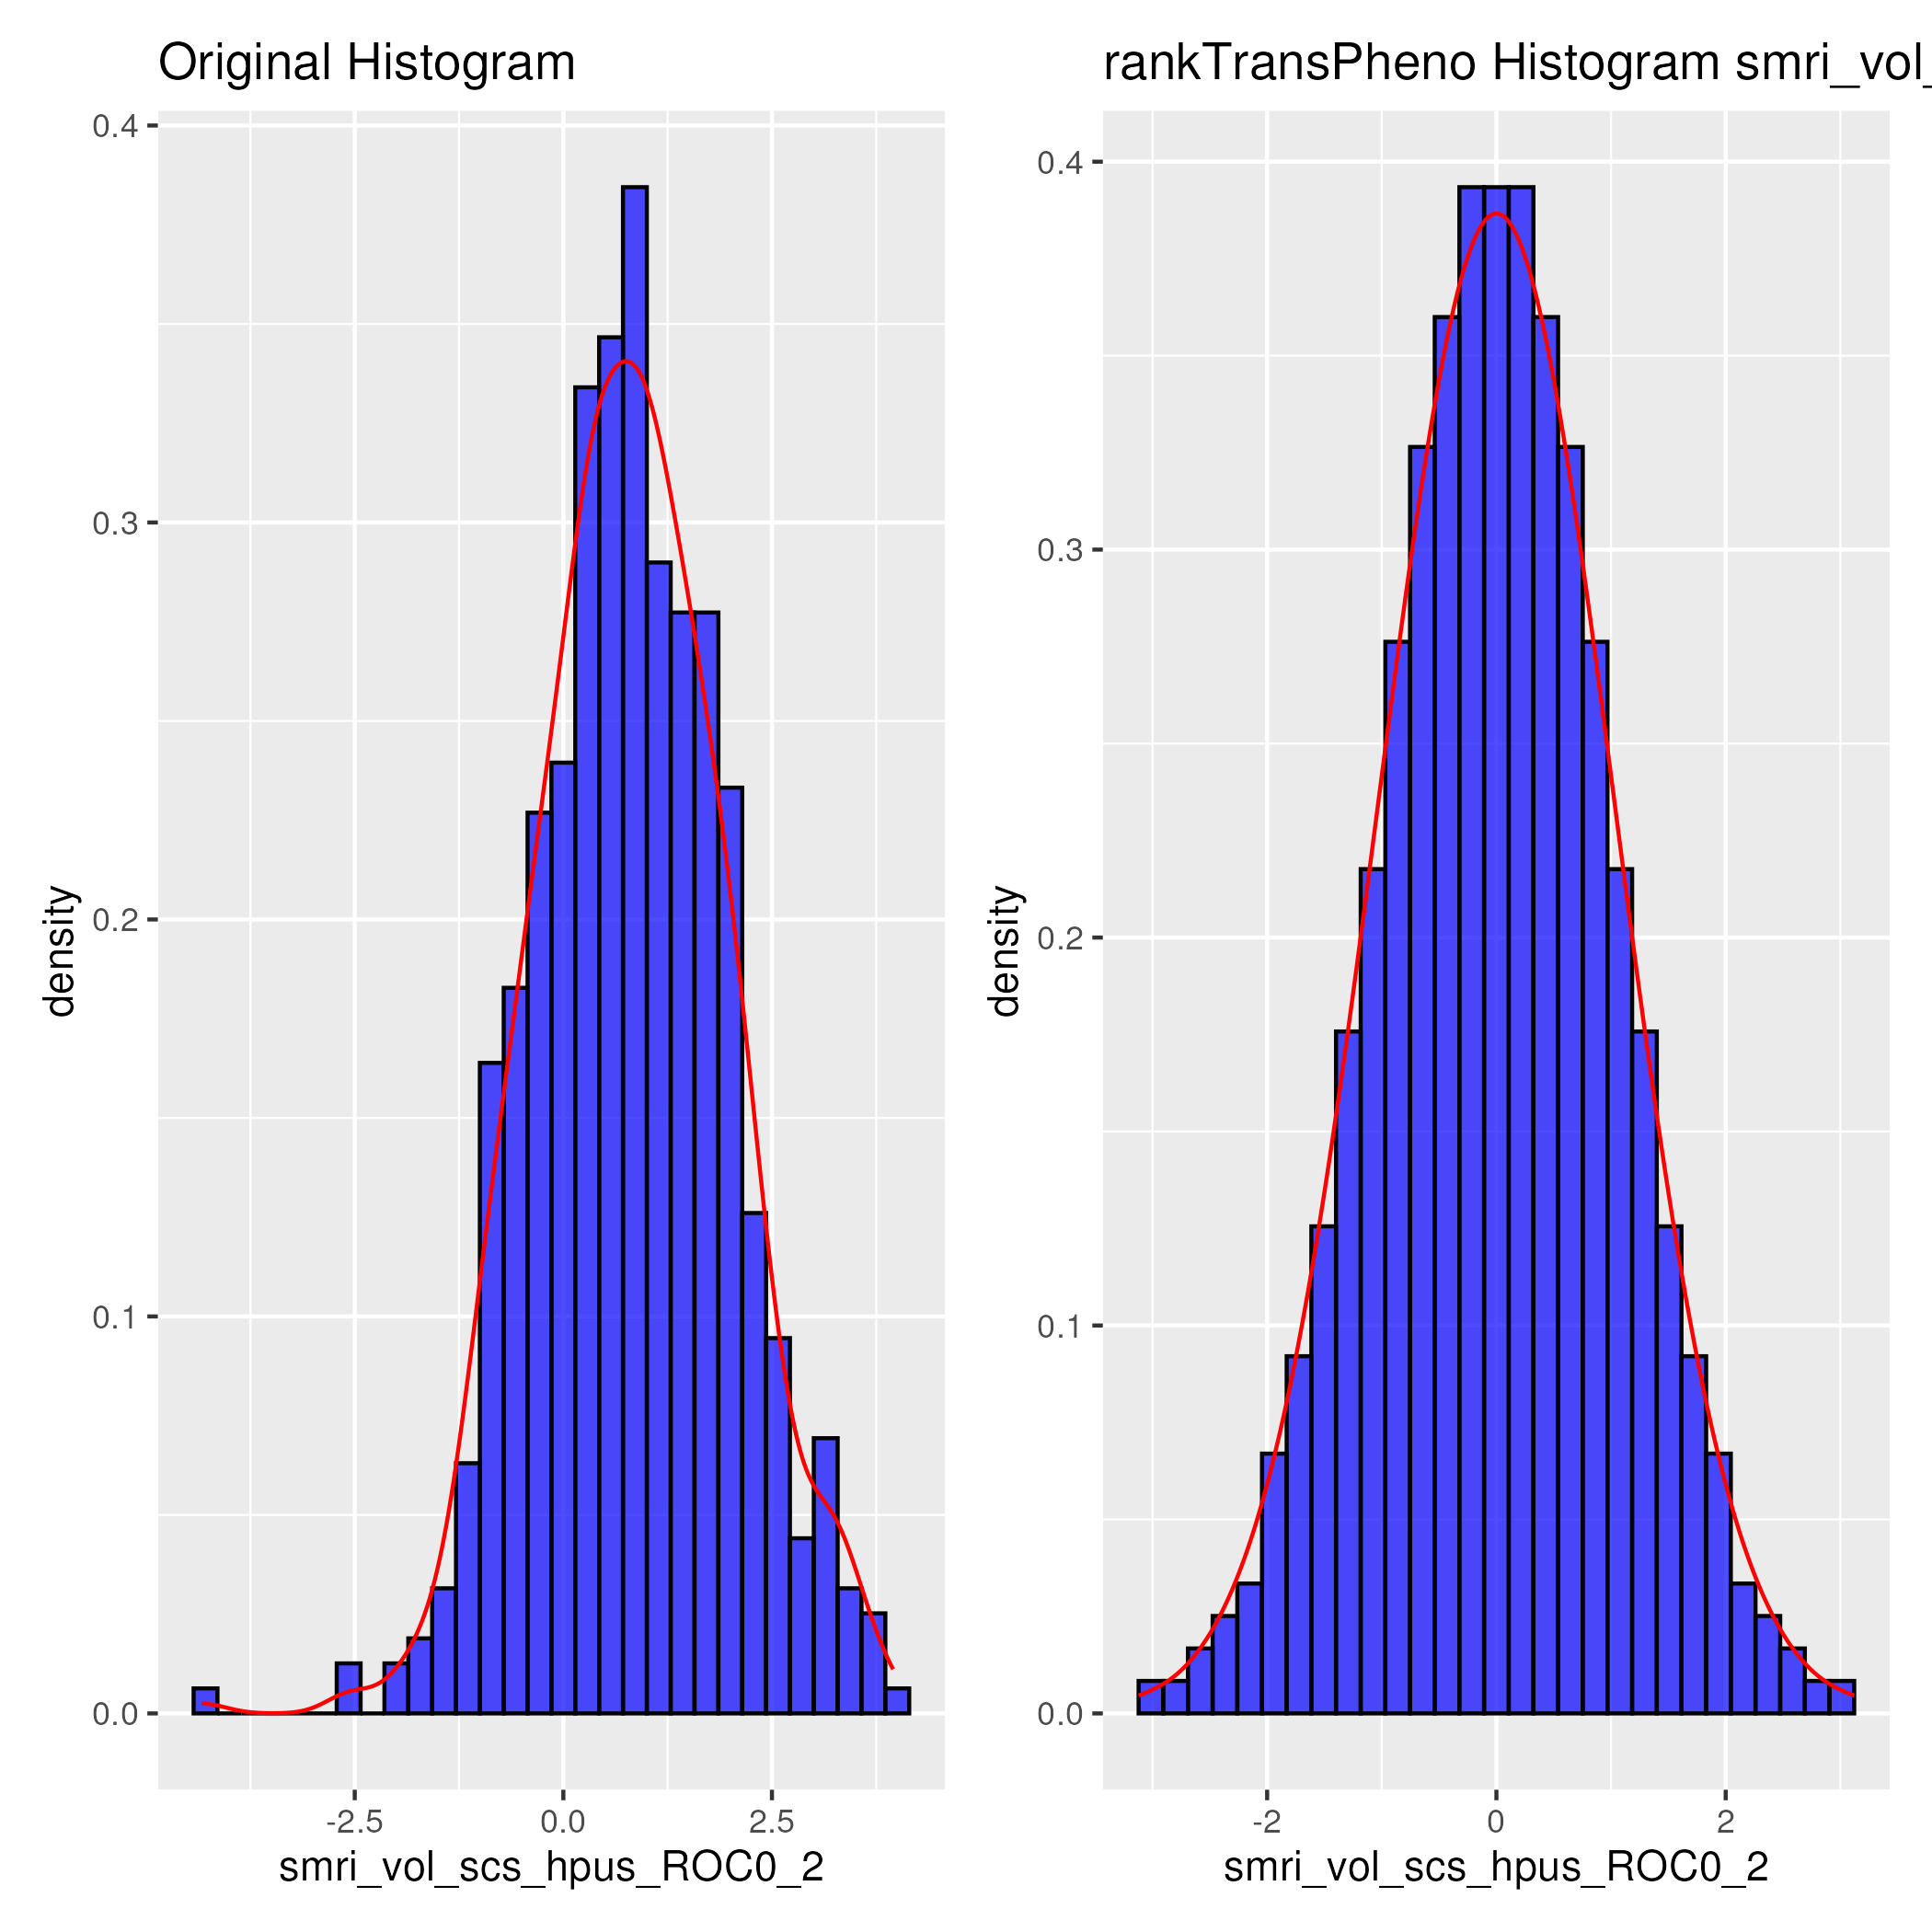 Original Histogram
0.4
0.3
0.2
0.1
0.0
density
-2.5 0.0 2.5
smri_vol_scs_hpus_ROC0_2
rankTransPheno Histogram smri_vol_
0.4
0.3
0.2
0.1
0.0
density
-2 0 2
smri_vol_scs_hpus_ROC0_2